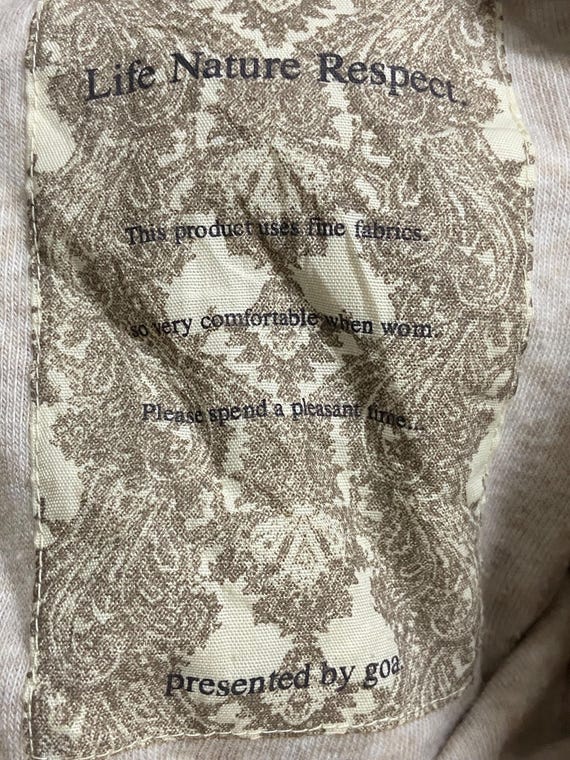 Life Nature Respect.
This product uses fine fabrics.
so very comfortable when worn.
Please spend a pleasant time...
presented by goa.